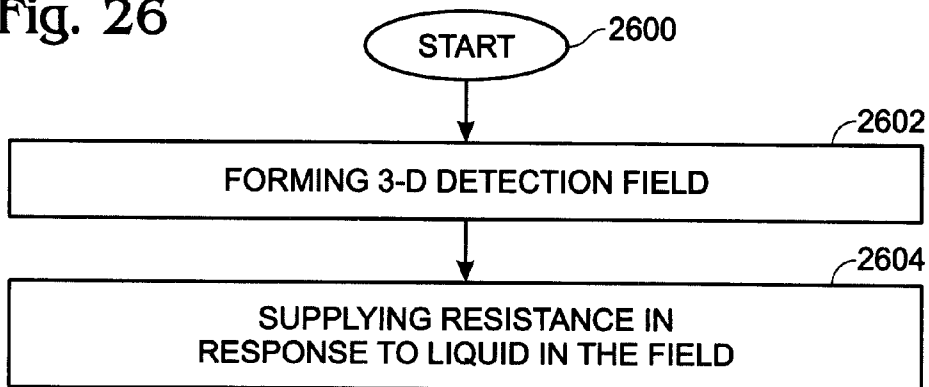 Fig. 26
START
2600
2602
FORMING 3-D DETECTION FIELD
2604
SUPPLYING RESISTANCE IN
RESPONSE TO LIQUID IN THE FIELD